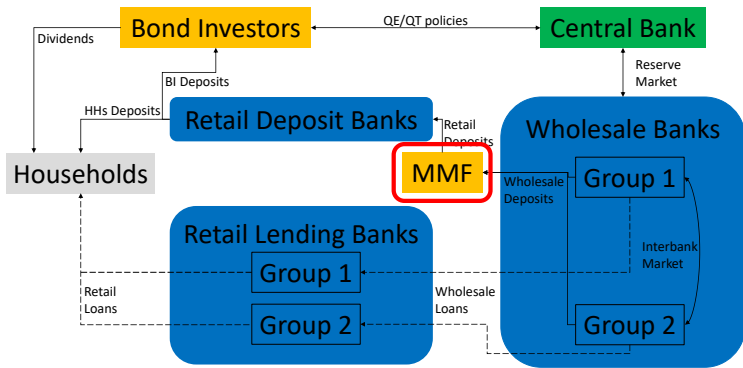 Bond Investors
QE/QT policies
Central Bank
Dividends
Reserve
Market
BI Deposits
HHs Deposits
Retail Deposit Banks
Retail
Deposits
Wholesale Banks
Households
MMF
Wholesale
Deposits
Group 1
Retail Lending Banks
Group 1
Interbank
Market
Retail
Loans
Group 2
Wholesale
Loans
Group 2